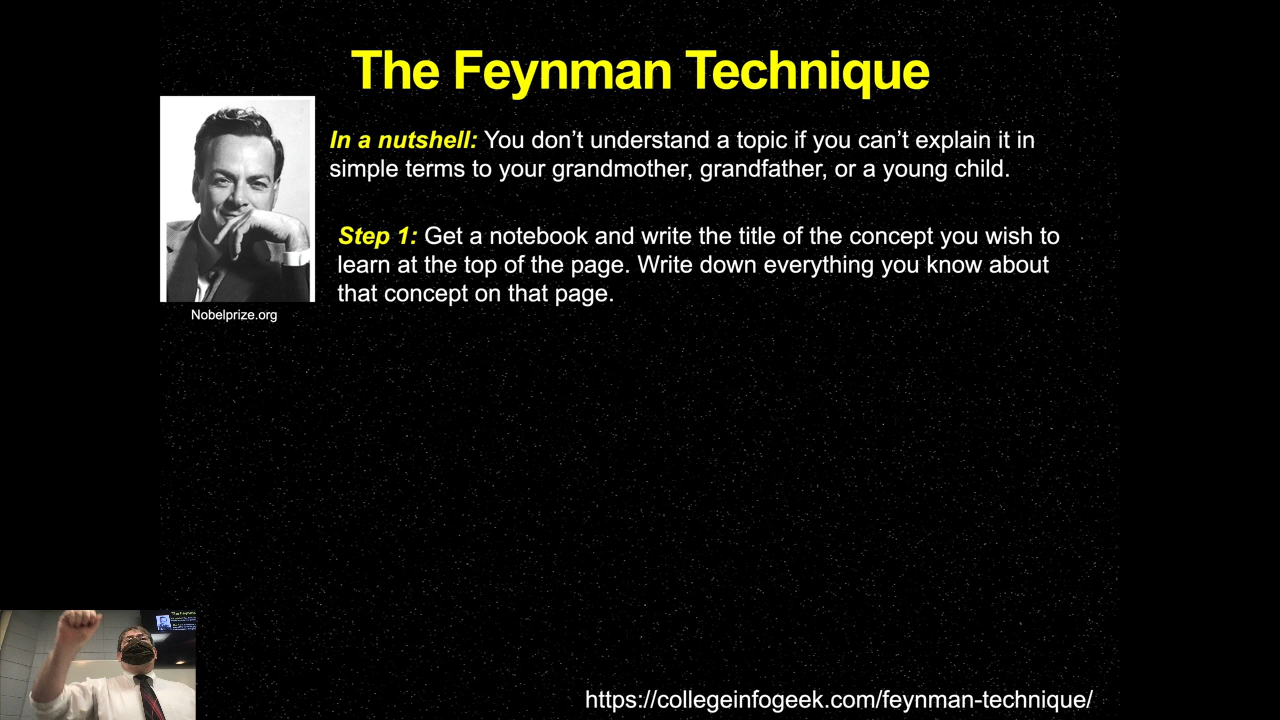 The Feynman Technique
In a nutshell: You don’t understand a topic if you can’t explain it in
simple terms to your grandmother, grandfather, or a young child.
Step 1: Get a notebook and write the title of the concept you wish to
learn at the top of the page. Write down everything you know about
that concept on that page.
Nobelprize.org
https://collegeinfogeek.com/feynman-technique/